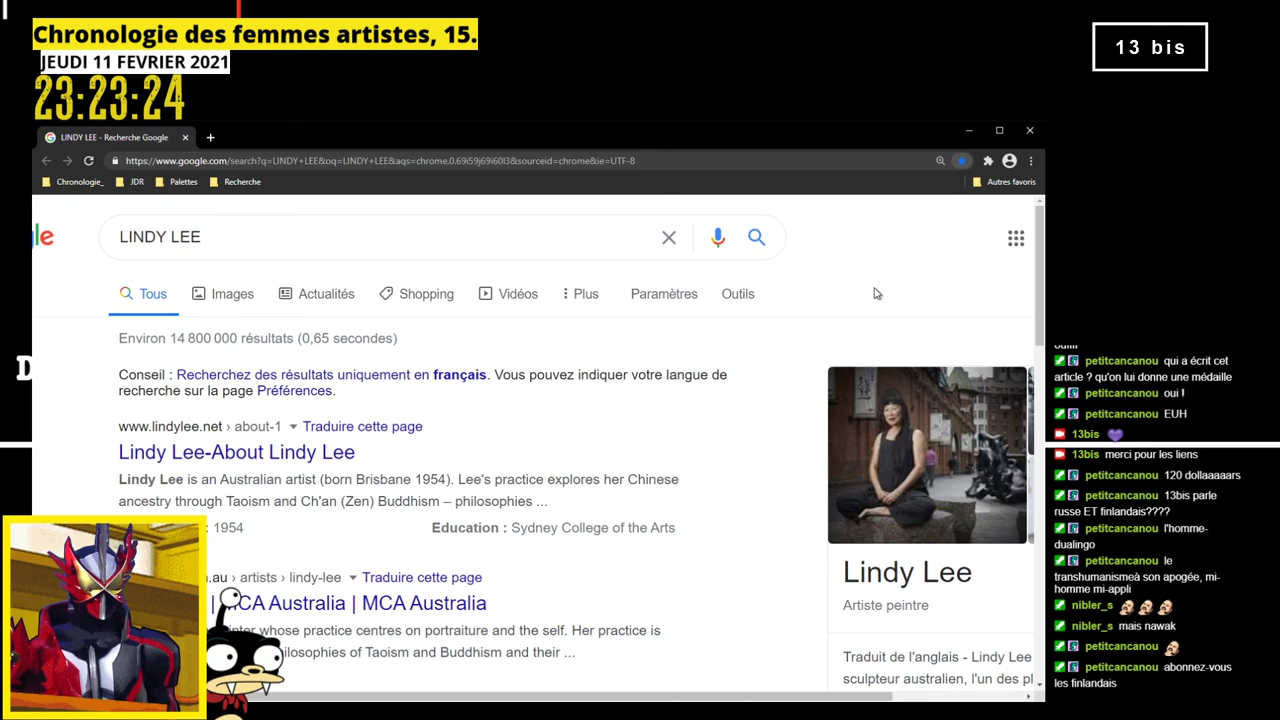 Chronologie des femmes artistes, 15.
JEUDI 11 FEVRIER 2021
23:23:24
13 bis
LINDY LEE - Recherche Google
https://www.google.com/search?q=LINDY+LEE&oq=LINDY+LEE&aqs=chrome.0.69i59j69i60l3&sourceid=chrome&ie=UTF-8
Chronologie_
JDR
Palettes
Recherche
Autres favoris
le
LINDY LEE
Tous
Images
Actualités
Shopping
Vidéos
Plus
Paramètres
Outils
Environ 14 800 000 résultats (0,65 secondes)
Conseil : Recherchez des résultats uniquement en français. Vous pouvez indiquer votre langue de
recherche sur la page Préférences.
www.lindylee.net › about-1 Traduire cette page
Lindy Lee-About Lindy Lee
Lindy Lee is an Australian artist (born Brisbane 1954). Lee's practice explores her Chinese
ancestry through Taoism and Ch'an (Zen) Buddhism – philosophies ...
: 1954 Education : Sydney College of the Arts
.au › artists › lindy-lee Traduire cette page
| MCA Australia | MCA Australia
whose practice centres on portraiture and the self. Her practice is
philosophies of Taoism and Buddhism and their ...
Lindy Lee
Artiste peintre
Traduit de l'anglais - Lindy Lee
sculpteur australien, l'un des pl
D
petitcancanou qui a écrit cet
article ? qu'on lui donne une médaille
petitcancanou oui !
petitcancanou EUH
13bis
13bis merci pour les liens
petitcancanou 120 dollaaaaars
petitcancanou 13bis parle
russe ET finlandais????
petitcancanou l'homme-
dualingo
petitcancanou le
transhumanismeà son apogée, mi-
homme mi-appli
nibler_s
nibler_s mais nawak
petitcancanou
petitcancanou abonnez-vous
les finlandais